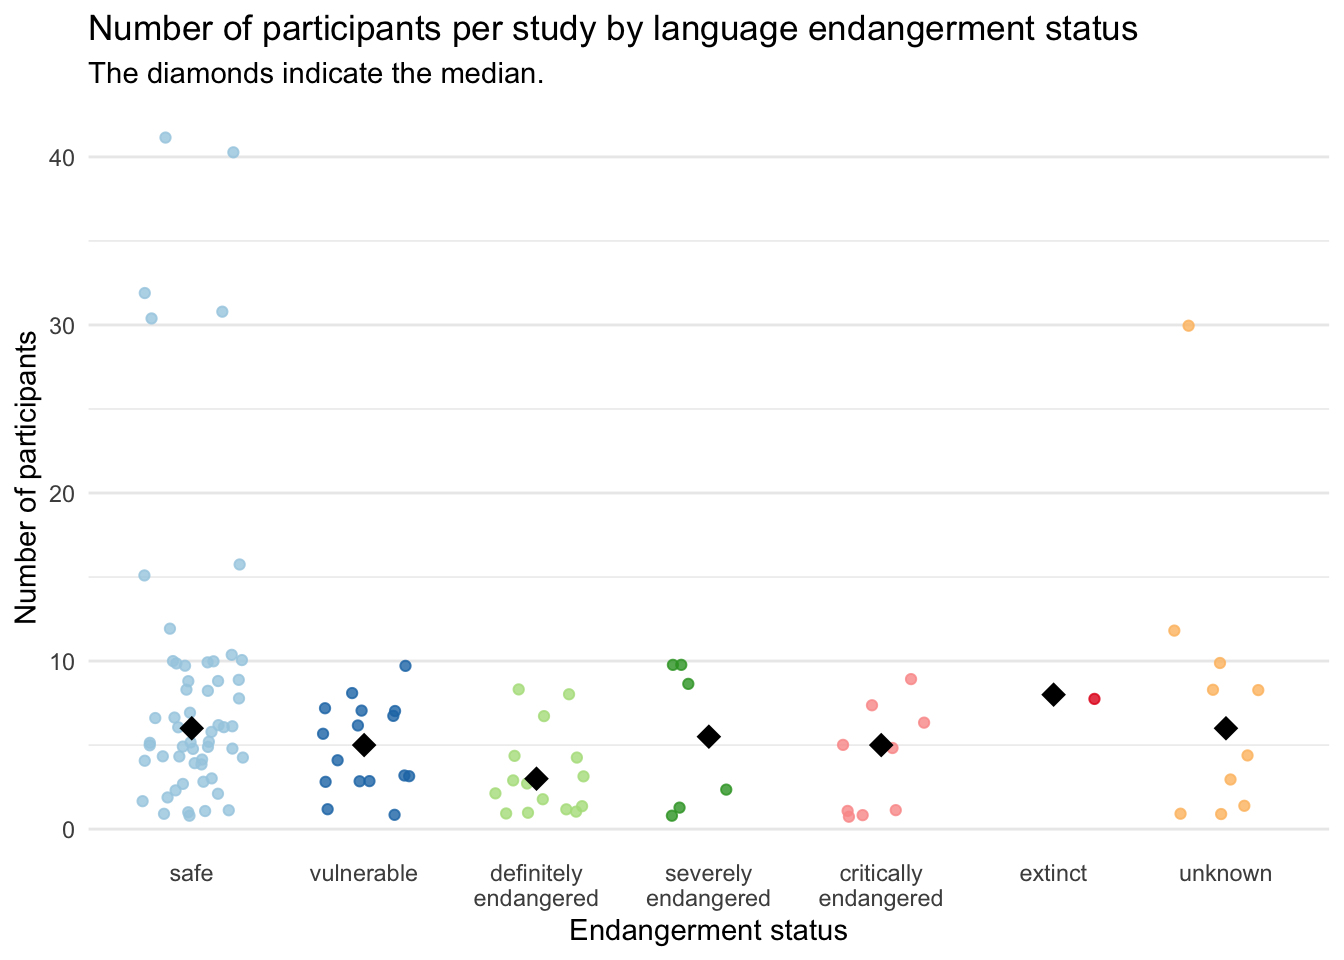 Number of participants per study by language endangerment status
The diamonds indicate the median.
Number of participants
40
30
20
10
0
safe
vulnerable
definitely
endangered
severely
endangered
critically
endangered
extinct
unknown
Endangerment status